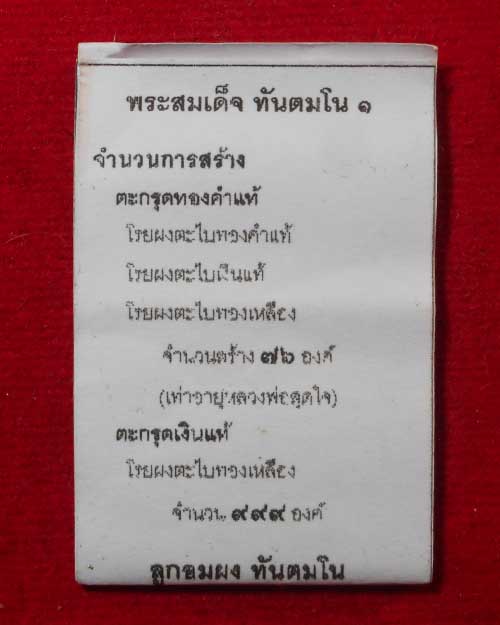 พระสมเด็จ ทันตมโน ๑
จำนวนการสร้าง
ตะกรุดทองคำแท้
โรยผงตะไบทองคำแท้
โรยผงตะไบเงินแท้
โรยผงตะไบทองเหลือง
จำนวนสร้าง ๗๖ องค์
(เท่าอายุหลวงพ่อสุดใจ)
ตะกรุดเงินแท้
โรยผงตะไบทองเหลือง
จำนวน ๙๙๙ องค์
ลูกอมผง ทันตมโน